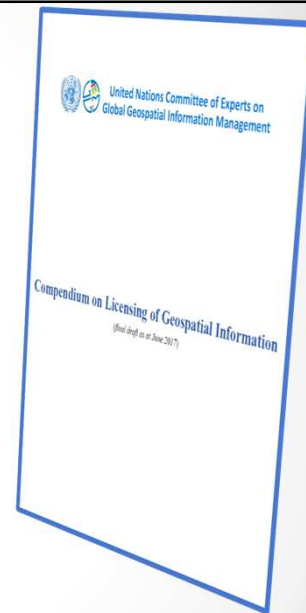 United Nations Committee of Experts on
Global Geospatial Information Management
Compendium on Licensing of Geospatial Information
(final draft as at June 2017)